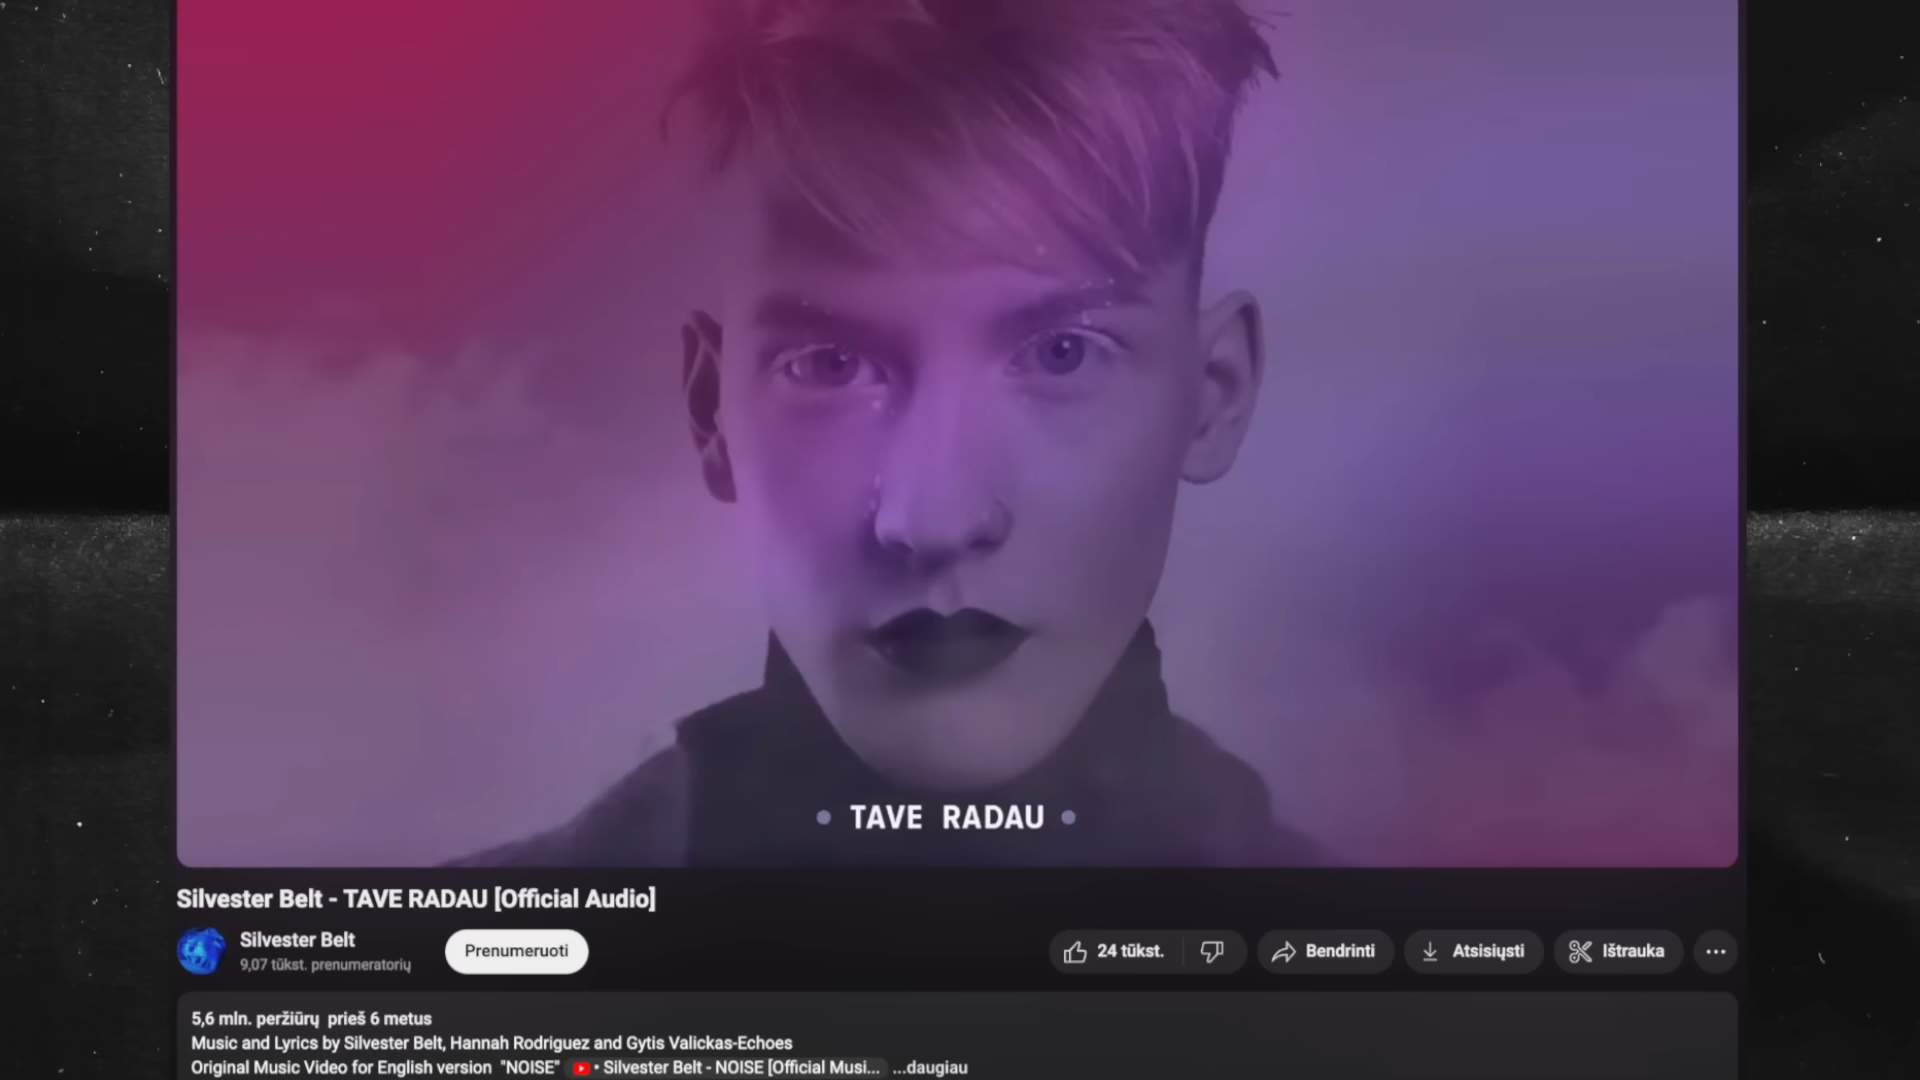 • TAVE RADAU •
Silvester Belt - TAVE RADAU [Official Audio]
Silvester Belt
9,07 tūkst. prenumeratorių
Prenumeruoti
24 tūkst.
Bendrinti
Atsisiųsti
Ištrauka
5,6 mln. peržiūrų prieš 6 metus
Music and Lyrics by Silvester Belt, Hannah Rodriguez and Gytis Valickas-Echoes
Original Music Video for English version "NOISE" • Silvester Belt - NOISE [Official Musi... ...daugiau